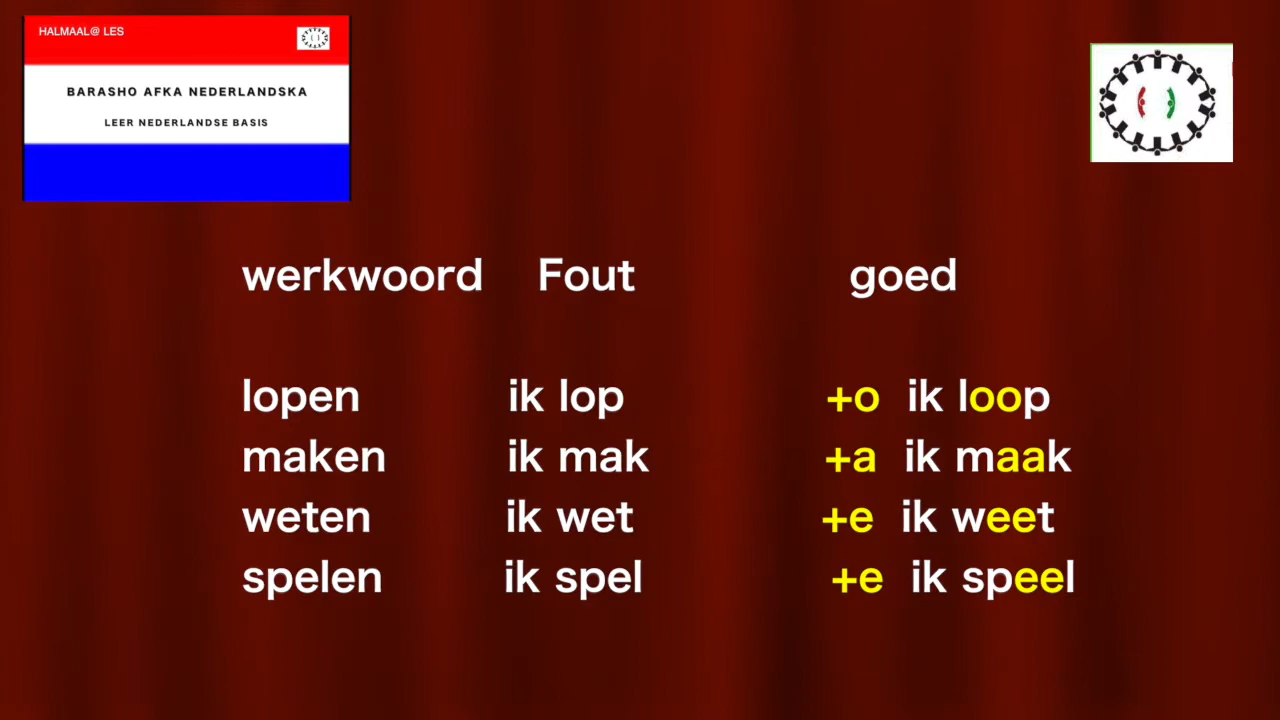 HALMAAL@ LES
BARASHO AFKA NEDERLANDSKA
LEER NEDERLANDSE BASIS
werkwoord Fout goed
lopen ik lop +o ik loop
maken ik mak +a ik maak
weten ik wet +e ik weet
spelen ik spel +e ik speel